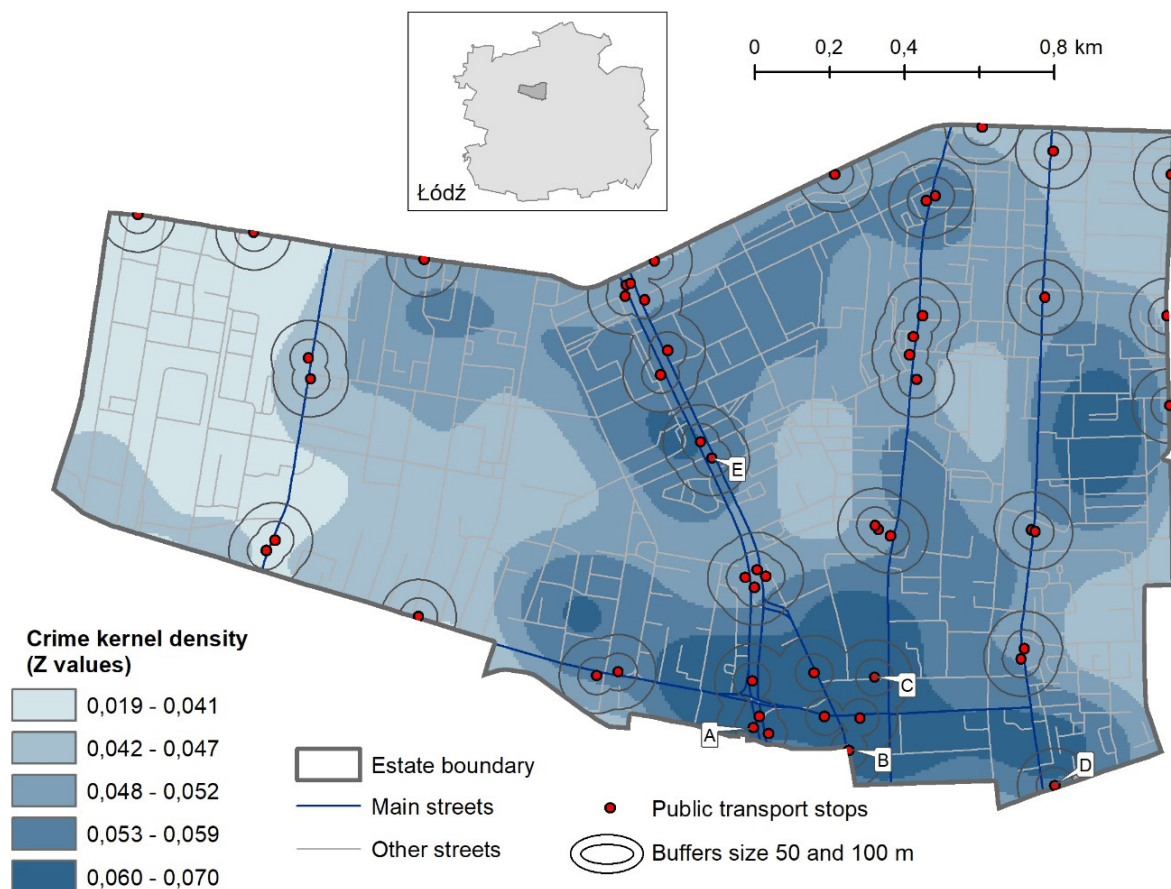 0
0,2
0,4
0,8 km
Łódź
E
C
A
B
D
Crime kernel density
(Z values)
0,019 - 0,041
0,042 - 0,047
0,048 - 0,052
0,053 - 0,059
0,060 - 0,070
Estate boundary
Main streets
Other streets
Public transport stops
Buffers size 50 and 100 m